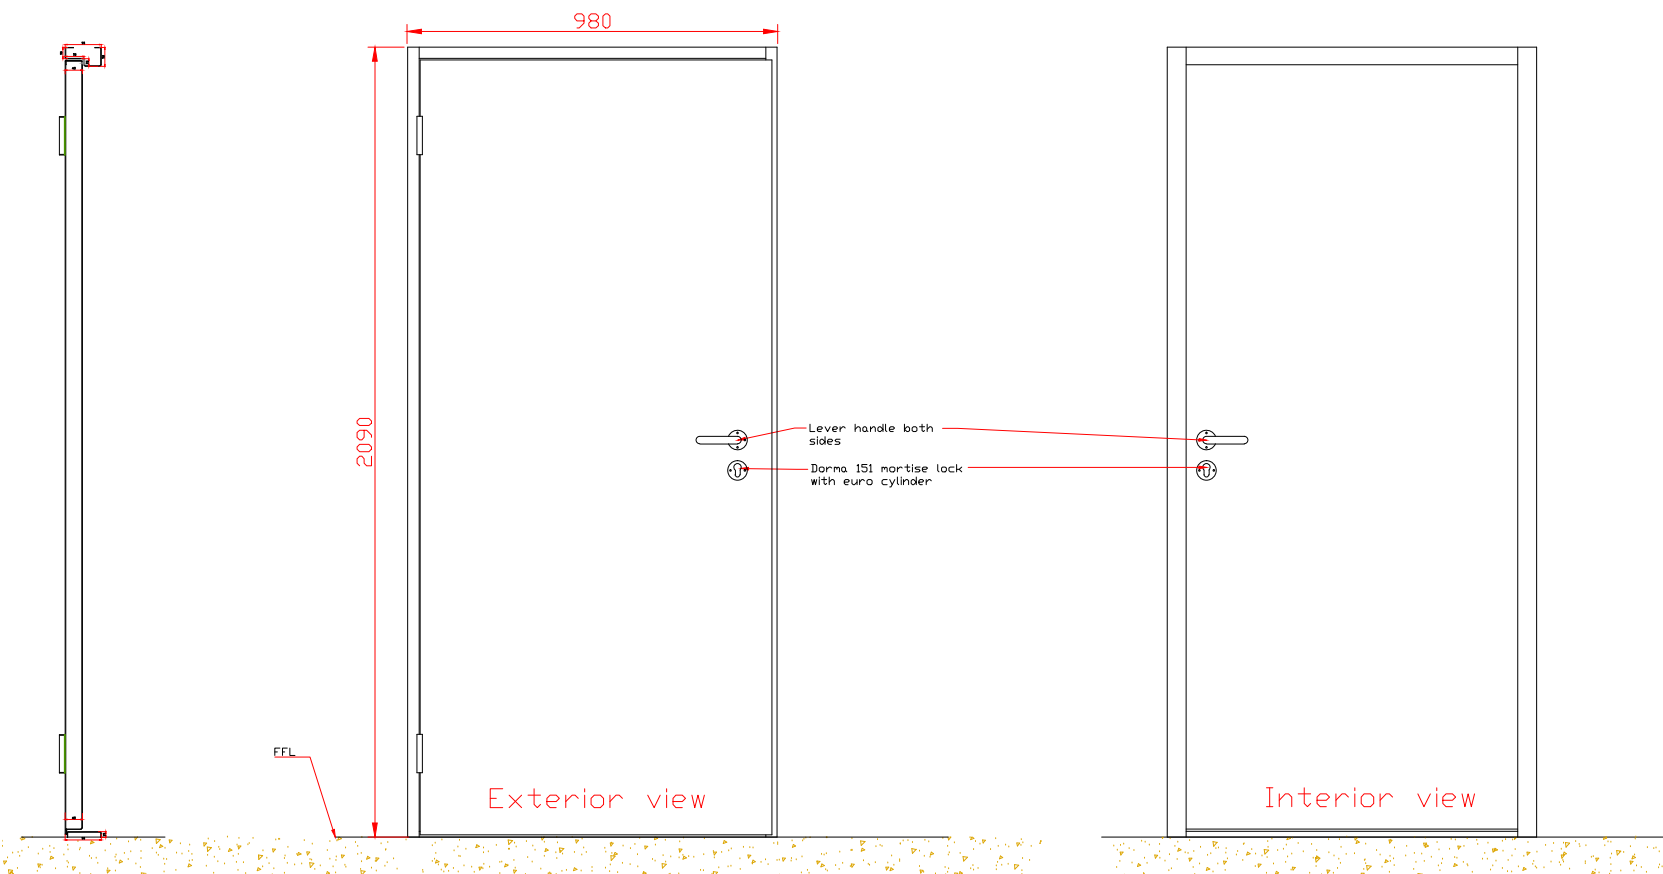 980
2090
Lever handle both
sides
Dorma 151 mortise lock
with euro cylinder
FFL
Exterior view
Interior view